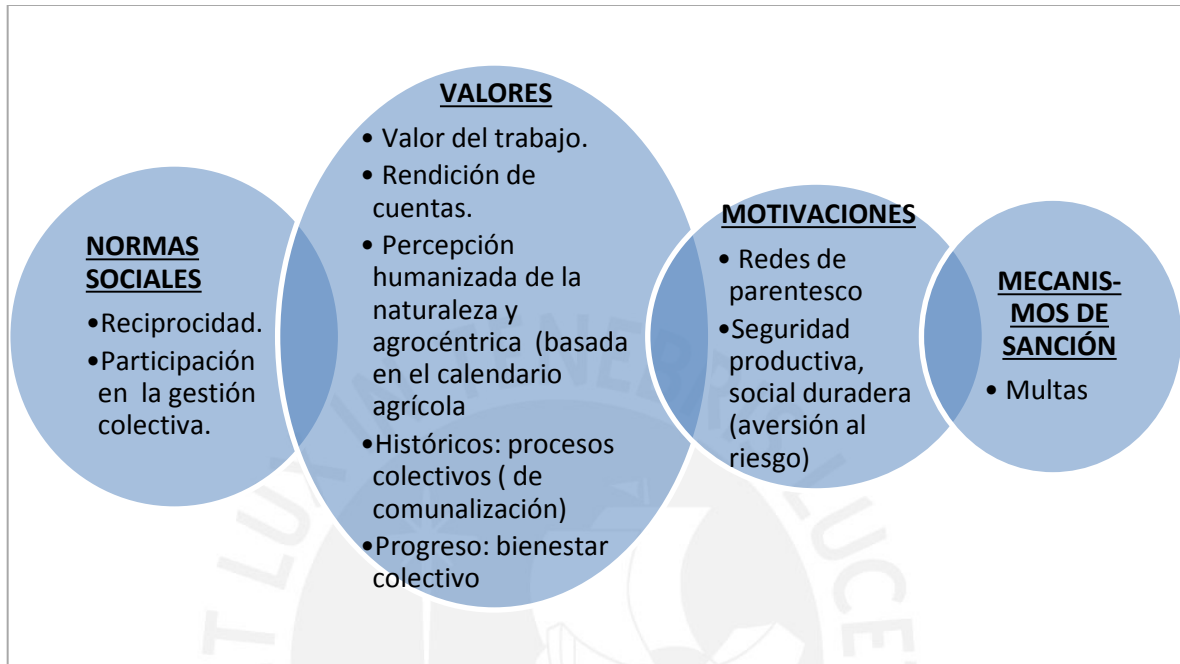 NORMAS
SOCIALES
•Reciprocidad.
•Participación
en  la gestión
colectiva.
VALORES
• Valor del trabajo.
• Rendición de
cuentas.
• Percepción
humanizada de la
naturaleza y
agrocéntrica  (basada
en el calendario
agrícola
•Históricos: procesos
colectivos ( de
comunalización)
•Progreso: bienestar
colectivo
MOTIVACIONES
• Redes de
parentesco
•Seguridad
productiva,
social duradera
(aversión al
riesgo)
MECANIS-
MOS DE
SANCIÓN
• Multas